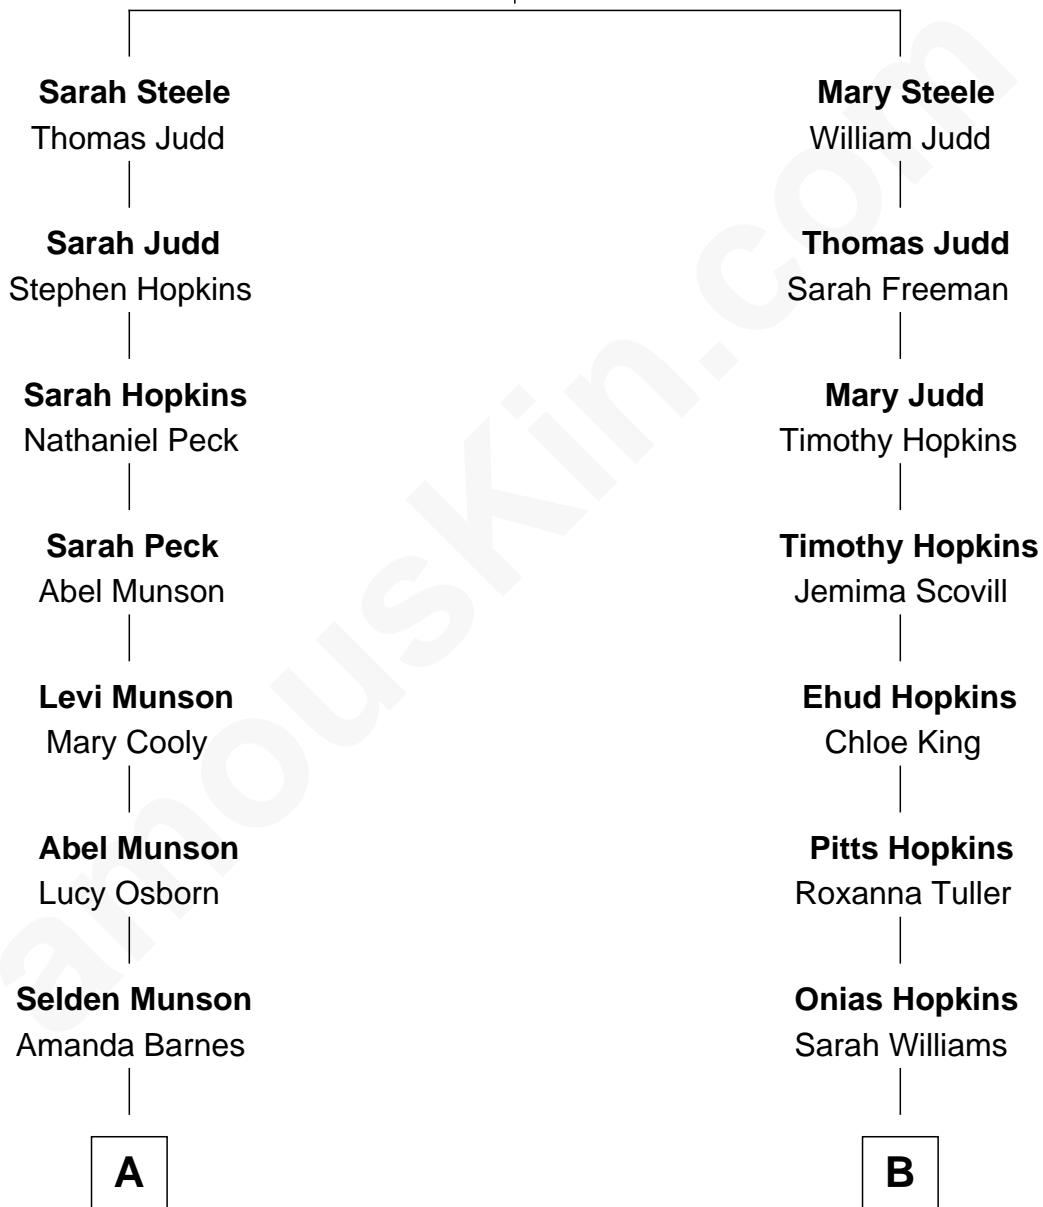 Sarah Steele
Thomas Judd
Sarah Judd
Stephen Hopkins
Sarah Hopkins
Nathaniel Peck
Sarah Peck
Abel Munson
Levi Munson
Mary Cooly
Abel Munson
Lucy Osborn
Selden Munson
Amanda Barnes
A
Mary Steele
William Judd
Thomas Judd
Sarah Freeman
Mary Judd
Timothy Hopkins
Timothy Hopkins
Jemima Scovill
Ehud Hopkins
Chloe King
Pitts Hopkins
Roxanna Tuller
Onias Hopkins
Sarah Williams
B
amouskin.com